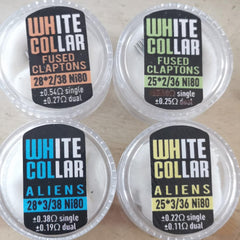 WHITE
COLLAR
FUSED
CLAPTONS
28*2/38 Ni80
±0.54Ω single
±0.27Ω dual
WHITE
COLLAR
FUSED
CLAPTONS
25*2/36 Ni80
single
±0.25Ω dual
WHITE
COLLAR
ALIENS
28*3/38 Ni80
±0.38Ω single
±0.19Ω dual
WHITE
COLLAR
ALIENS
25*3/36 Ni80
±0.22Ω single
±0.11Ω dual